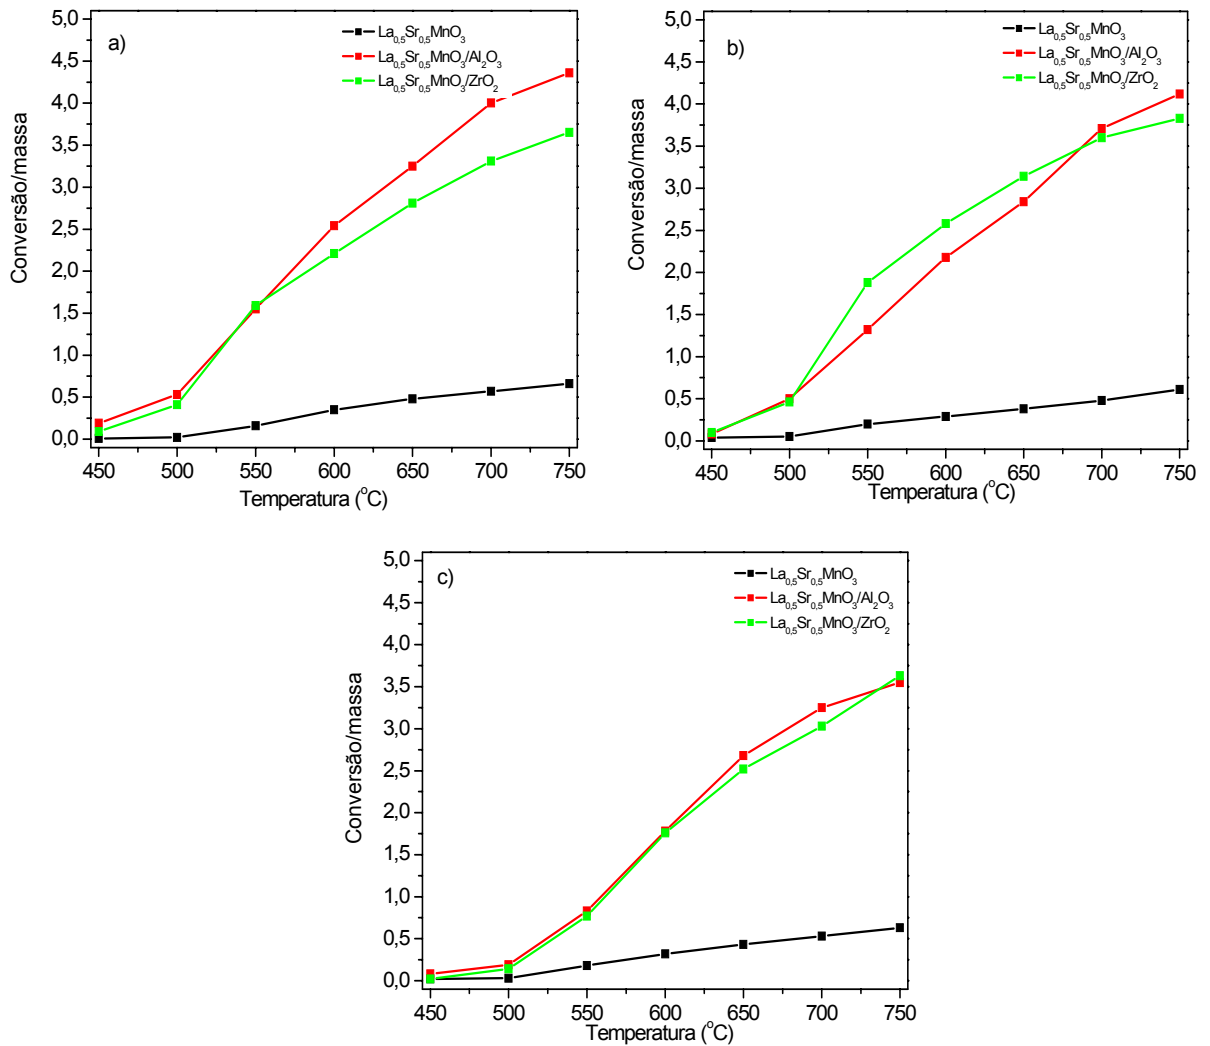 a)
La0,5Sr0,5MnO3
La0,5Sr0,5MnO3/Al2O3
La0,5Sr0,5MnO3/ZrO2
5,0
4,5
4,0
3,5
3,0
2,5
2,0
1,5
1,0
0,5
0,0
Conversão/massa
450 500 550 600 650 700 750
Temperatura (oC)
b)
La0,5Sr0,5MnO3
La0,5Sr0,5MnO3/Al2O3
La0,5Sr0,5MnO3/ZrO2
5,0
4,5
4,0
3,5
3,0
2,5
2,0
1,5
1,0
0,5
0,0
Conversão/massa
450 500 550 600 650 700 750
Temperatura (oC)
c)
La0,5Sr0,5MnO3
La0,5Sr0,5MnO3/Al2O3
La0,5Sr0,5MnO3/ZrO2
5,0
4,5
4,0
3,5
3,0
2,5
2,0
1,5
1,0
0,5
0,0
Conversão/massa
450 500 550 600 650 700 750
Temperatura (oC)